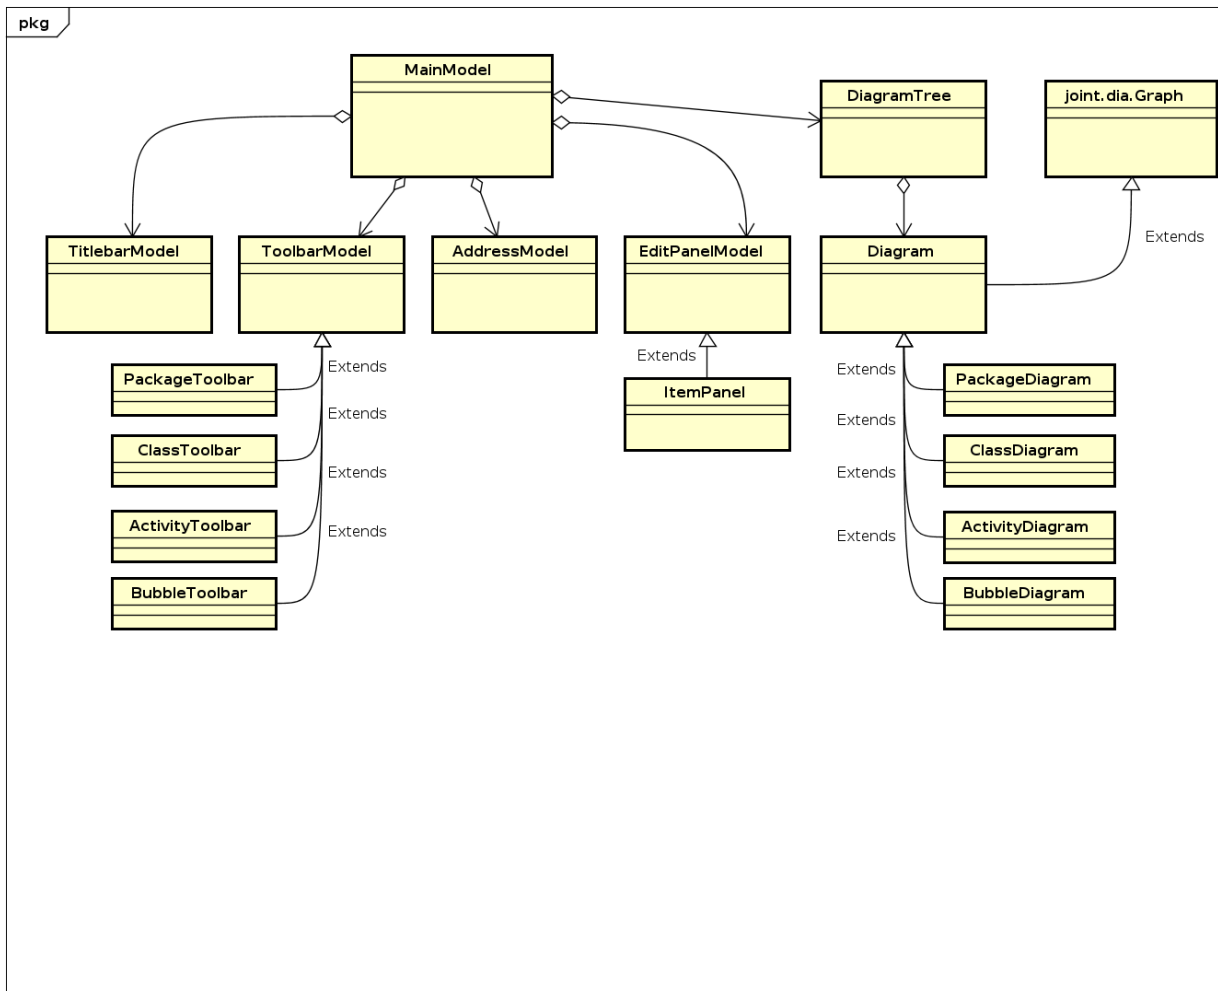 pkg
MainModel
DiagramTree
joint.dia.Graph
TitlebarModel
ToolbarModel
AddressModel
EditPanelModel
Diagram
Extends
Extends
Extends
Extends
PackageToolbar
ItemPanel
PackageDiagram
Extends
Extends
ClassToolbar
ClassDiagram
Extends
Extends
ActivityToolbar
ActivityDiagram
Extends
Extends
BubbleToolbar
BubbleDiagram